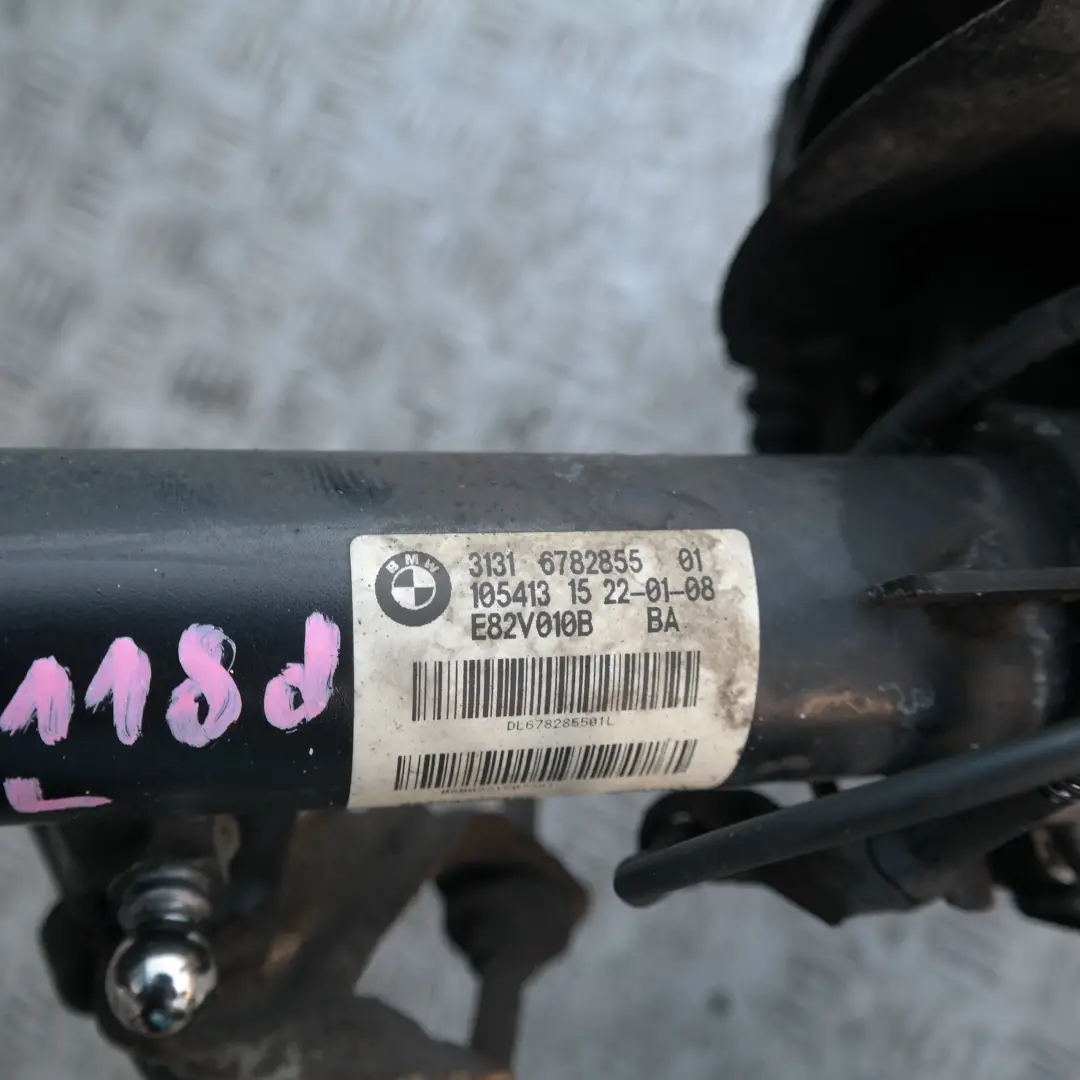 BMW
3131 6782855 01
105413 15 22-01-08
E82V010B BA
DL678285501L
118d
L